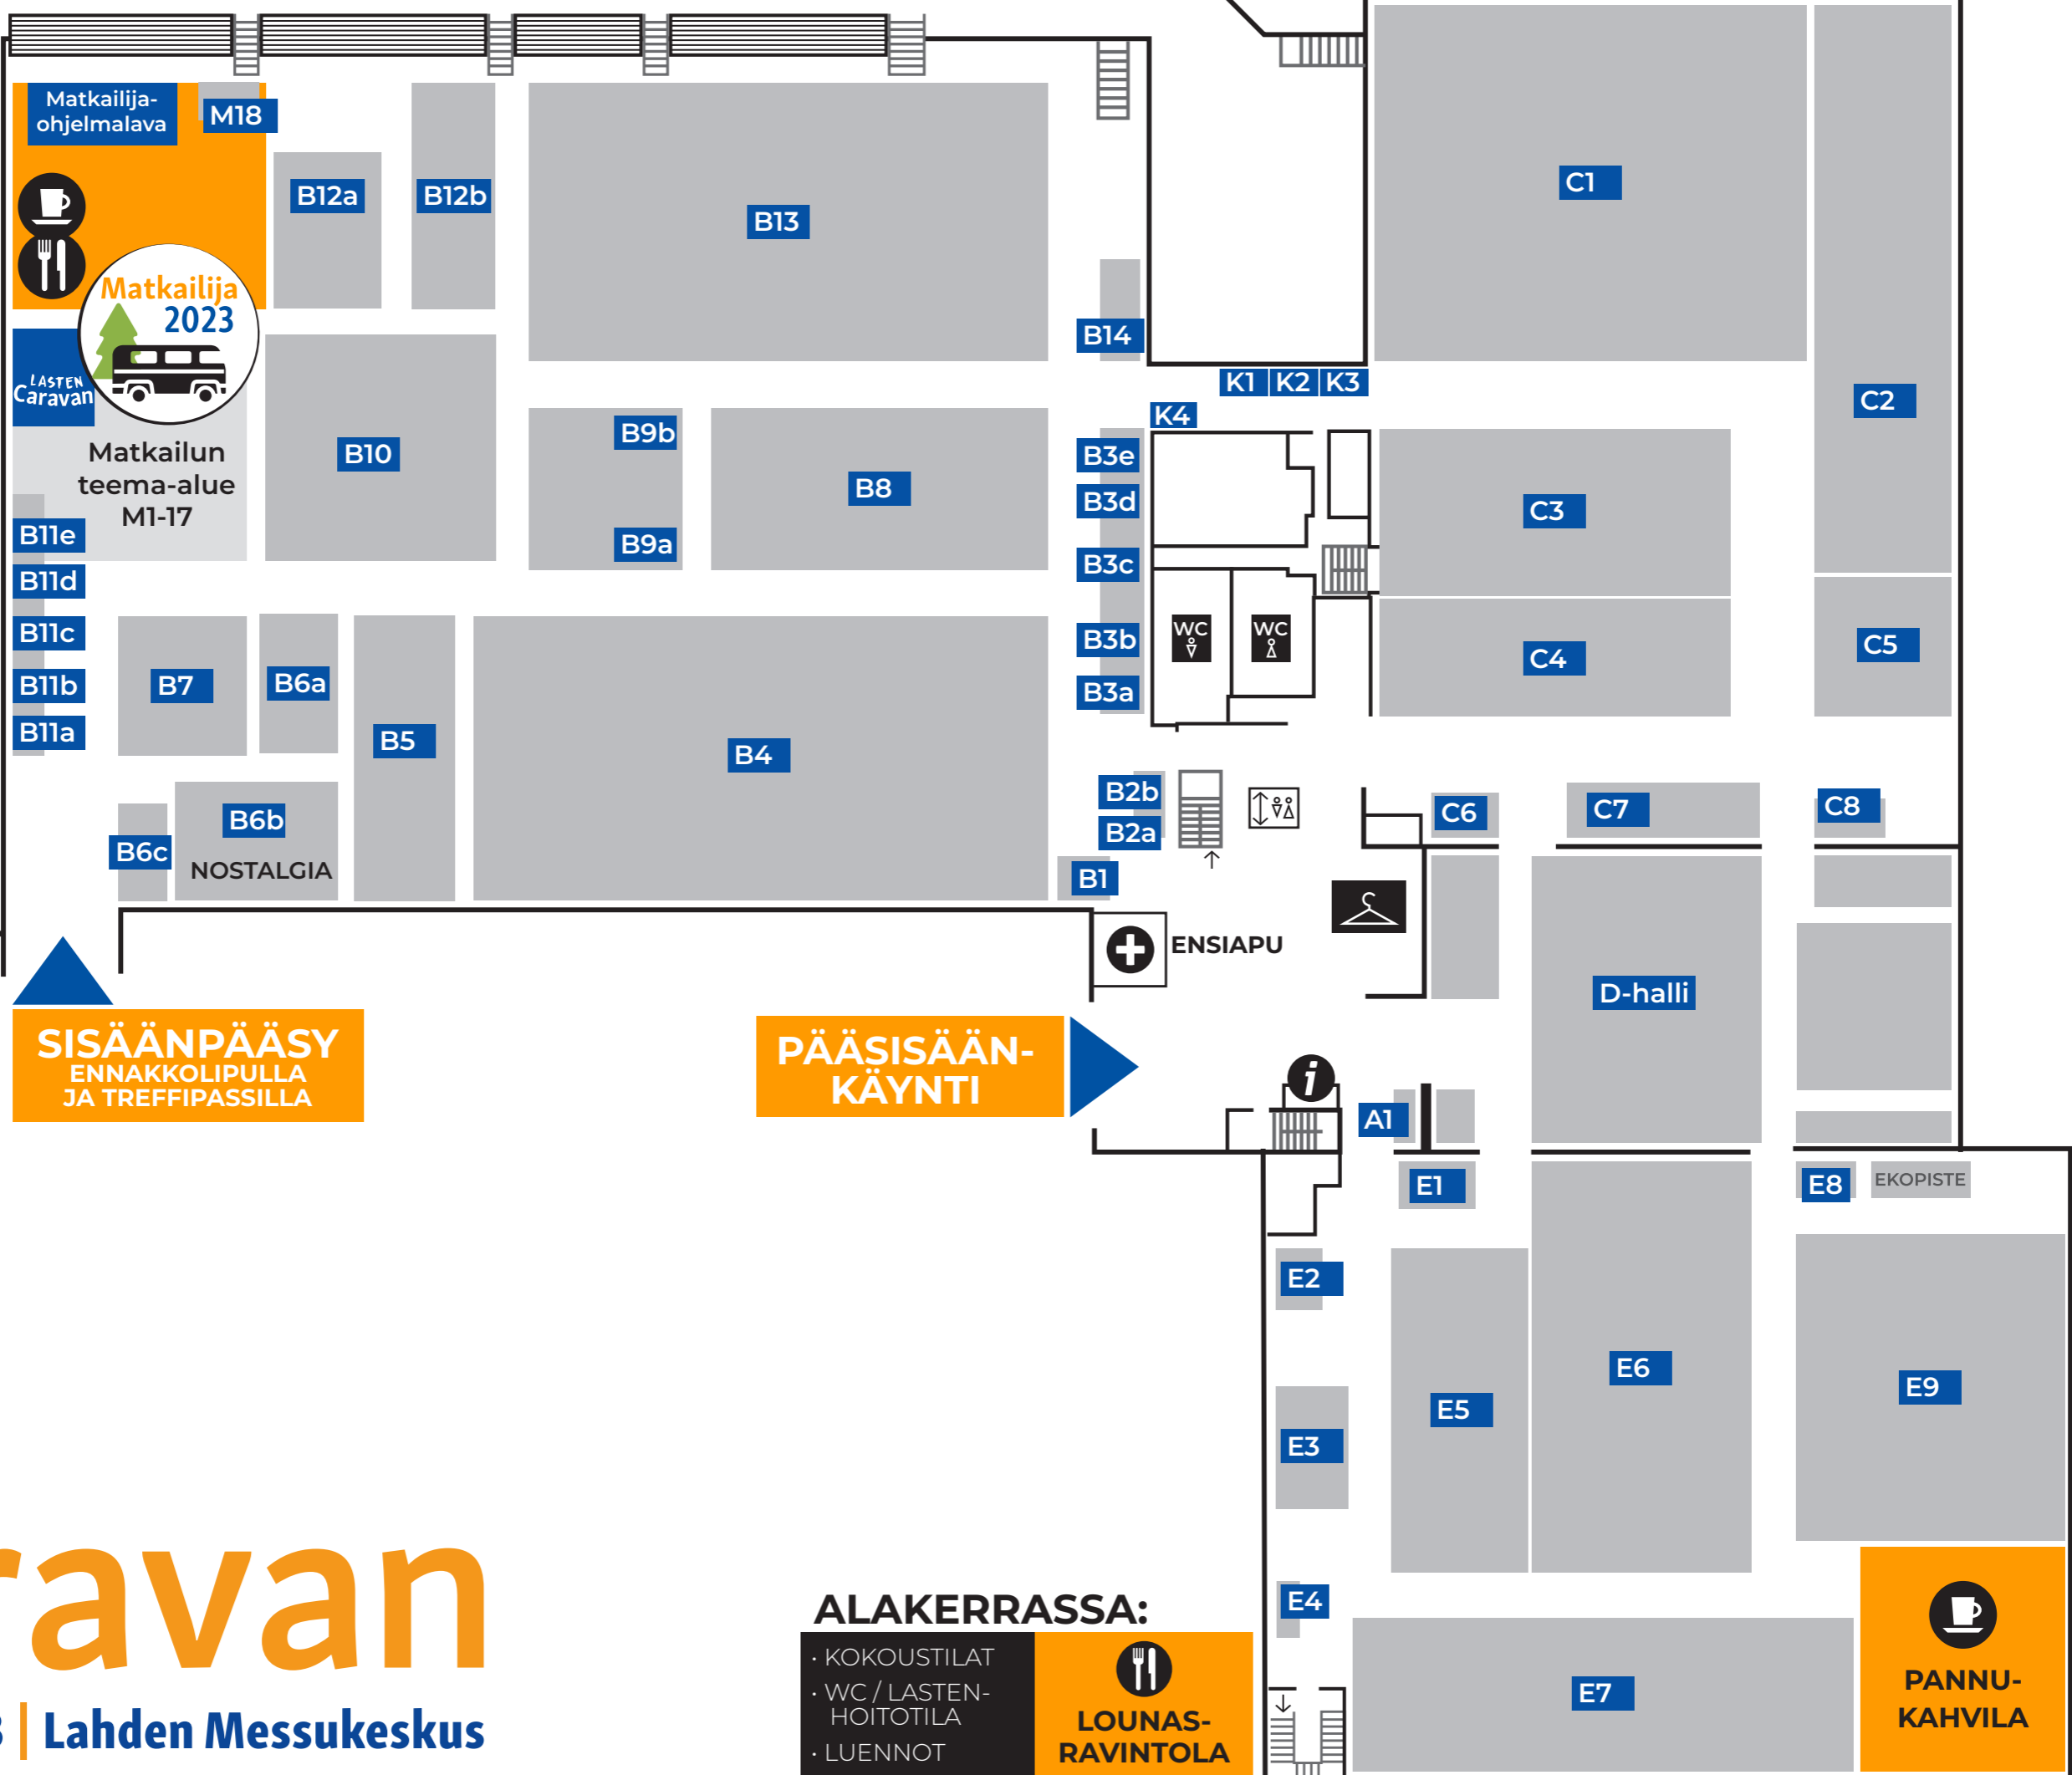 Matkailija-
ohjelmalava
M18
B12a
B12b
B13
C1
Matkailija
2023
B14
K1 K2 K3
C2
LASTEN
Caravan
K4
B9b
Matkailun
teema-alue
M1-17
B10
B3e
B8
B3d
C3
B11e
B9a
B3c
B11d
B11c
WC
WC
B3b
C5
C4
B11b
B7
B6a
B3a
B11a
B5
B4
B2b
B2a
C6
C7
C8
B6c
B6b
NOSTALGIA
B1
ENSIAPU
D-halli
SISÄÄNPÄÄSY
ENNAKKOLIPULLA
JA TREFFIPASSILLA
PÄÄSISÄÄN-
KÄYNTI
i
A1
E1
E8
EKOPISTE
E2
E6
E9
E5
E3
E4
E7
PANNU-
KAHVILA
ravan
| Lahden Messukeskus
ALAKERRASSA:
· KOKOUSTILAT
· WC / LASTEN-
HOITOTILA
· LUENNOT
LOUNAS-
RAVINTOLA